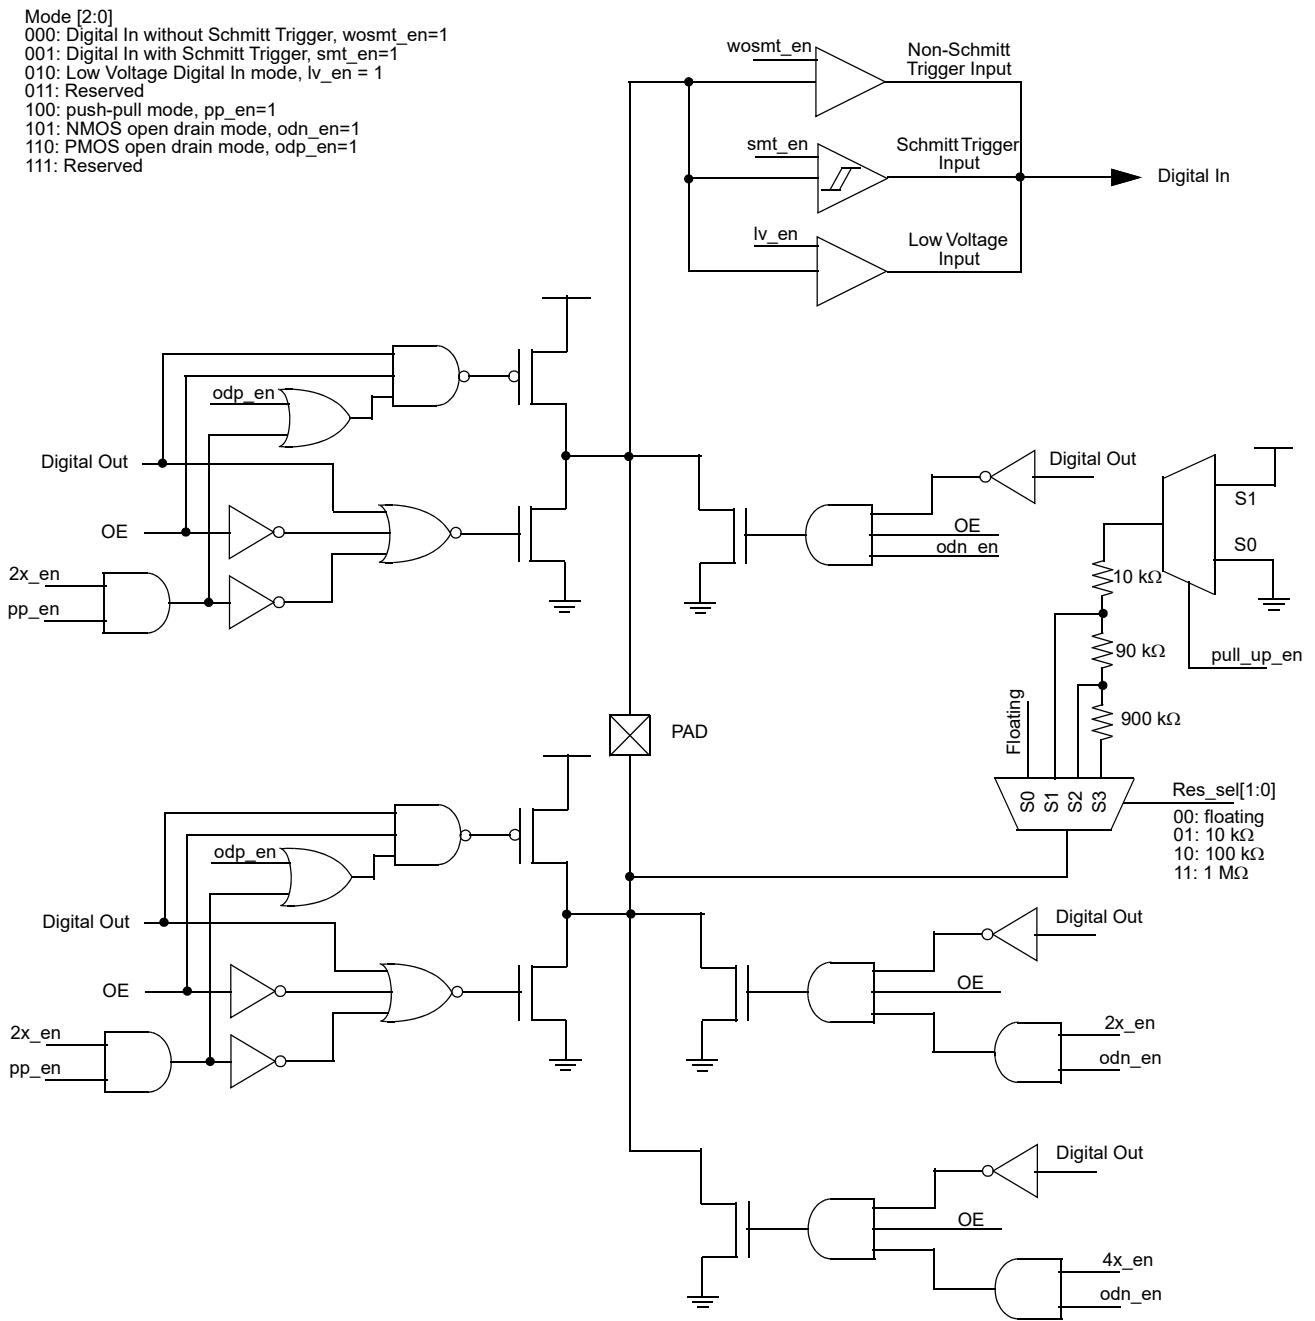 Mode [2:0]
000: Digital In without Schmitt Trigger, wosmt_en=1
001: Digital In with Schmitt Trigger, smt_en=1
010: Low Voltage Digital In mode, lv_en = 1
011: Reserved
100: push-pull mode, pp_en=1
101: NMOS open drain mode, odn_en=1
110: PMOS open drain mode, odp_en=1
111: Reserved
wosmt_en
Non-Schmitt
Trigger Input
smt_en
Schmitt Trigger
Input
Digital In
lv_en
Low Voltage
Input
odp_en
Digital Out
OE
2x_en
pp_en
Digital Out
OE
odn_en
S1
S0
10 kΩ
90 kΩ
pull_up_en
900 kΩ
Floating
S0
S1
S2
S3
Res_sel[1:0]
00: floating
01: 10 kΩ
10: 100 kΩ
11: 1 MΩ
PAD
odp_en
Digital Out
OE
2x_en
pp_en
Digital Out
OE
2x_en
odn_en
Digital Out
OE
4x_en
odn_en